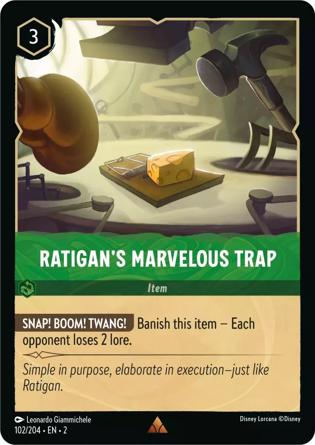 3
RATIGAN'S MARVELOUS TRAP
Item
SNAP! BOOM! TWANG! Banish this item – Each
opponent loses 2 lore.
Simple in purpose, elaborate in execution—just like
Ratigan.
Leonardo Giammichele
102/204 • EN • 2
Disney Lorcana ©Disney